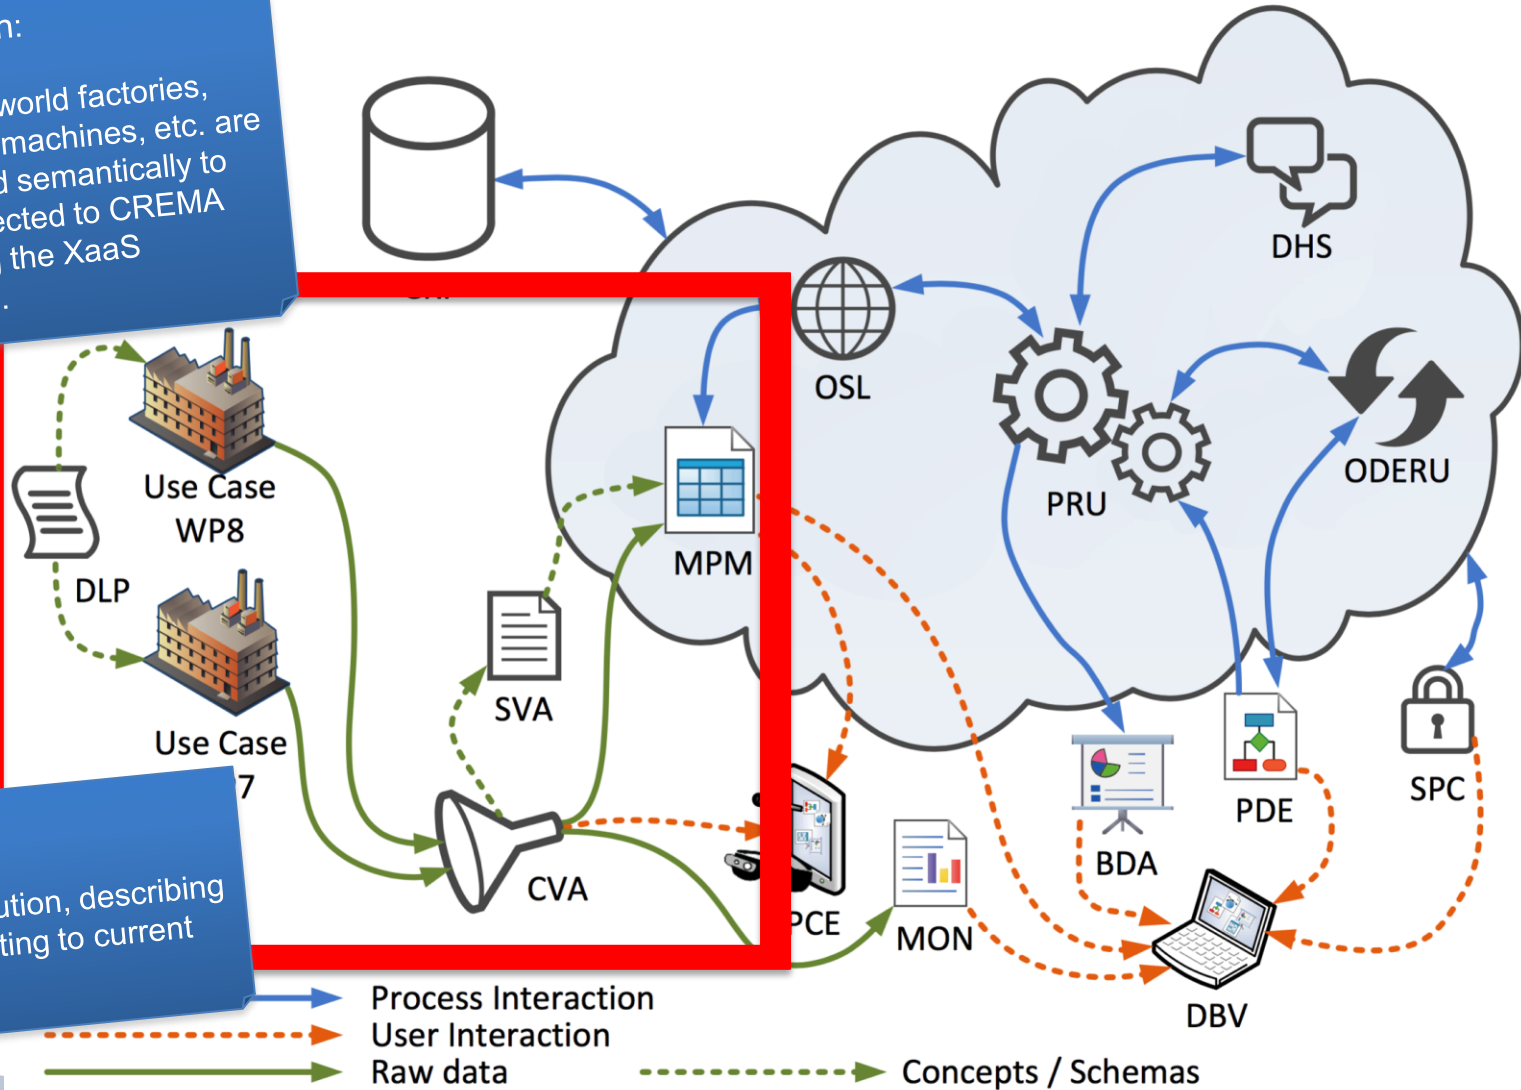 n:
world factories,
machines, etc. are
d semantically to
ected to CREMA
the XaaS
.
DHS
OSL
Use Case
WP8
ODERU
PRU
MPM
DLP
SVA
Use Case
7
SPC
PDE
BDA
CVA
ution, describing
ting to current
PCE
MON
DBV
Process Interaction
User Interaction
Raw data
Concepts / Schemas